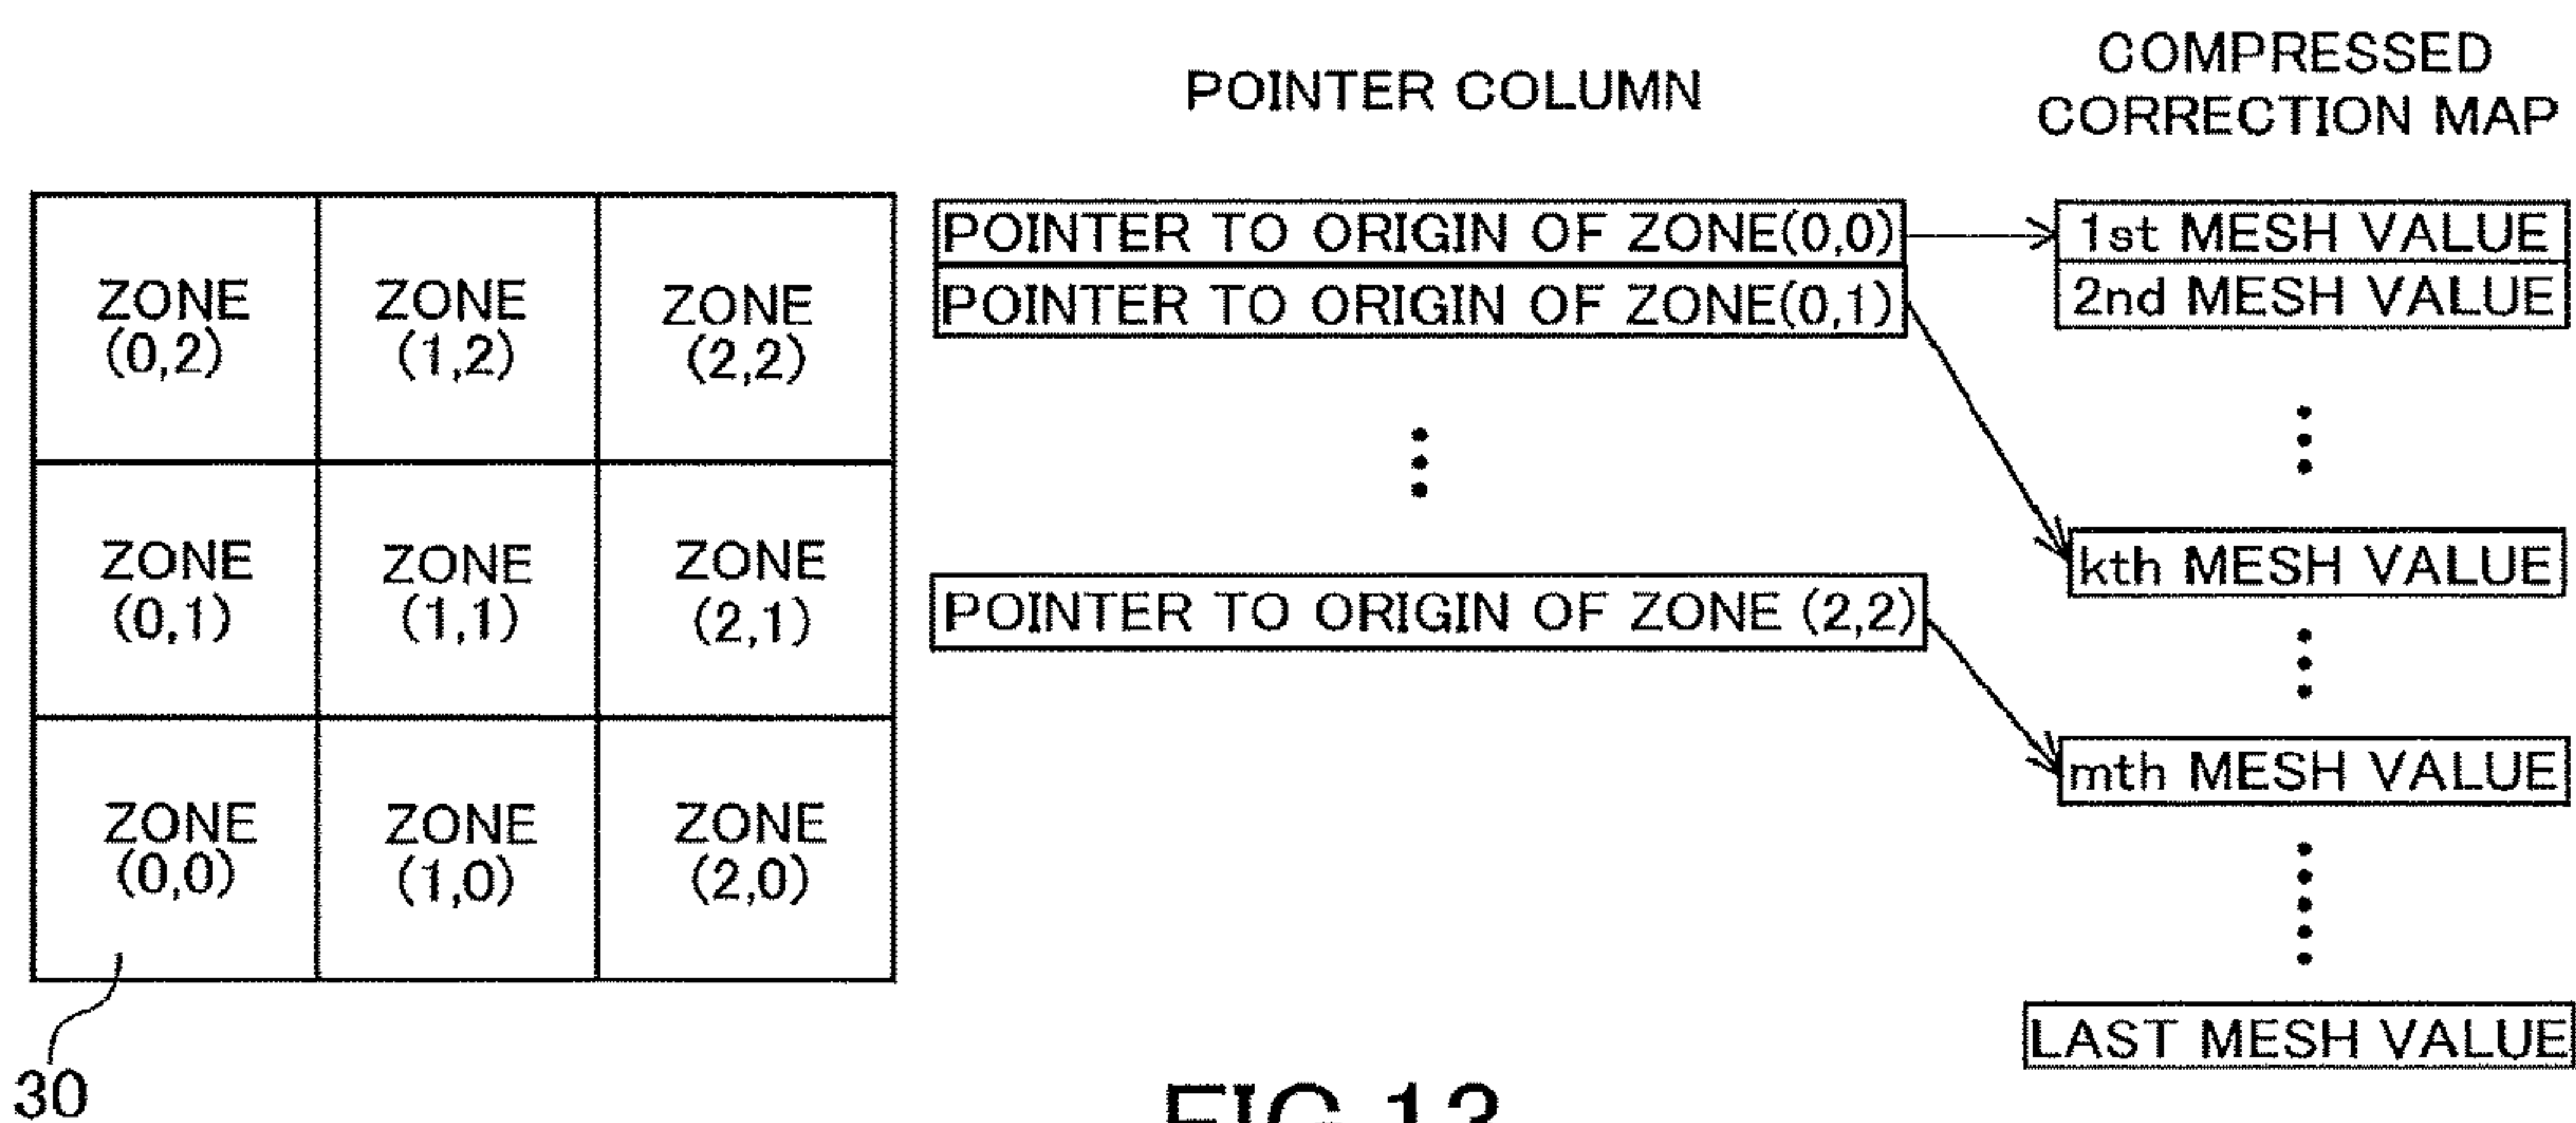 POINTER COLUMN
COMPRESSED
CORRECTION MAP
ZONE
(0,2)
ZONE
(1,2)
ZONE
(2,2)
ZONE
(0,1)
ZONE
(1,1)
ZONE
(2,1)
ZONE
(0,0)
ZONE
(1,0)
ZONE
(2,0)
30
POINTER TO ORIGIN OF ZONE(0,0)
POINTER TO ORIGIN OF ZONE(0,1)
POINTER TO ORIGIN OF ZONE (2,2)
1st MESH VALUE
2nd MESH VALUE
kth MESH VALUE
mth MESH VALUE
LAST MESH VALUE